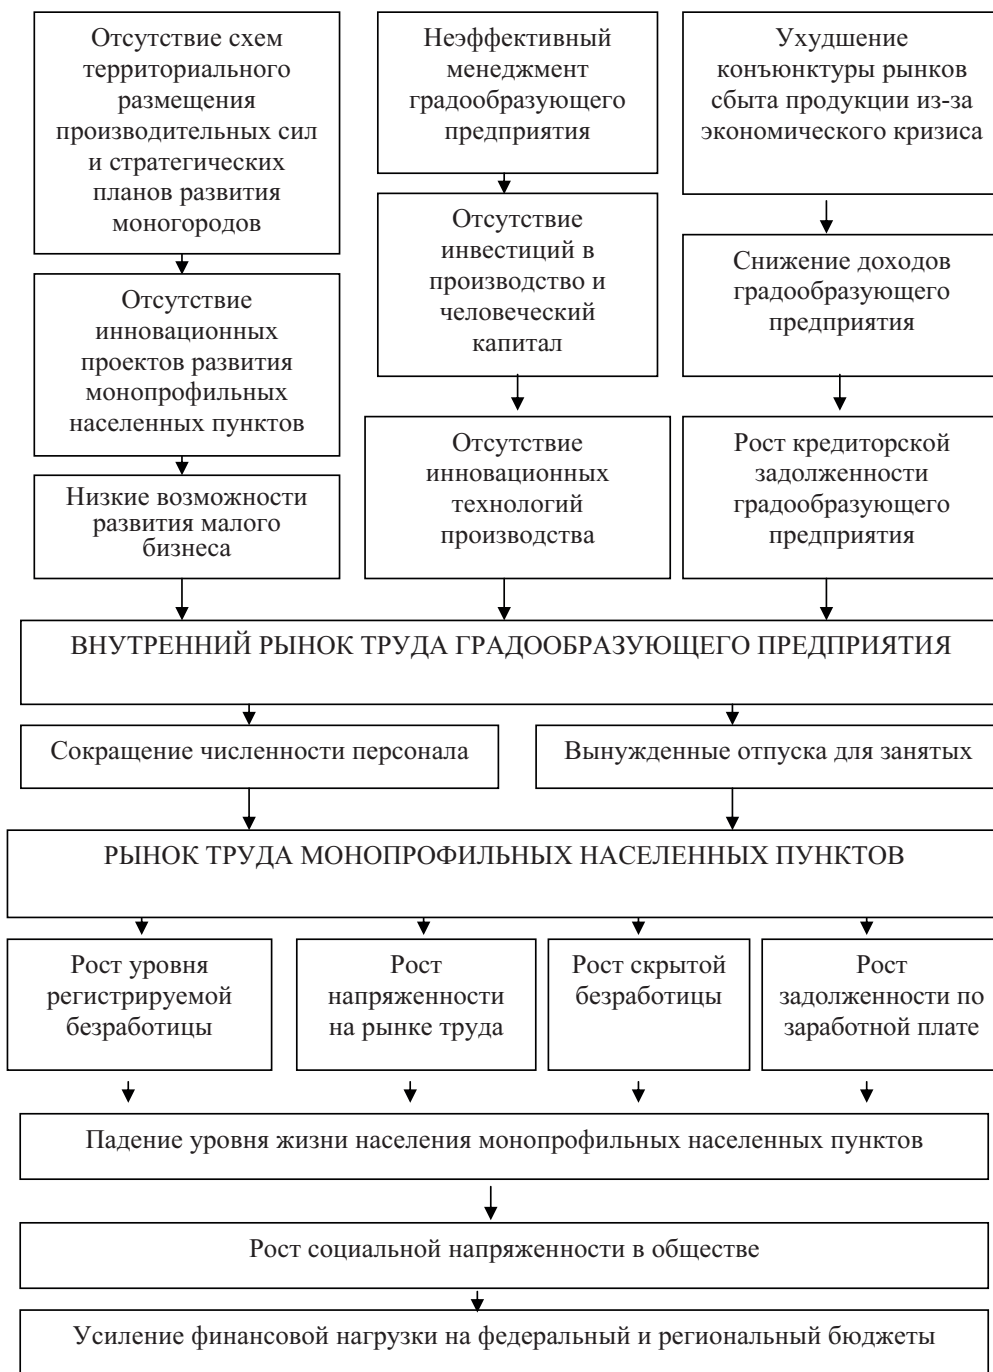 Отсутствие схем
территориального
размещения
производительных сил
и стратегических
планов развития
моногородов
Неэффективный
менеджмент
градообразующего
предприятия
Ухудшение
конъюнктуры рынков
сбыта продукции из-за
экономического кризиса
Отсутствие
инновационных
проектов развития
монопрофильных
населенных пунктов
Отсутствие
инвестиций в
производство и
человеческий
капитал
Снижение доходов
градообразующего
предприятия
Низкие возможности
развития малого
бизнеса
Отсутствие
инновационных
технологий
производства
Рост кредиторской
задолженности
градообразующего
предприятия
ВНУТРЕННИЙ РЫНОК ТРУДА ГРАДООБРАЗУЮЩЕГО ПРЕДПРИЯТИЯ
Сокращение численности персонала
Вынужденные отпуска для занятых
РЫНОК ТРУДА МОНОПРОФИЛЬНЫХ НАСЕЛЕННЫХ ПУНКТОВ
Рост уровня
регистрируемой
безработицы
Рост
напряженности
на рынке труда
Рост скрытой
безработицы
Рост
задолженности по
заработной плате
Падение уровня жизни населения монопрофильных населенных пунктов
Рост социальной напряженности в обществе
Усиление финансовой нагрузки на федеральный и региональный бюджеты